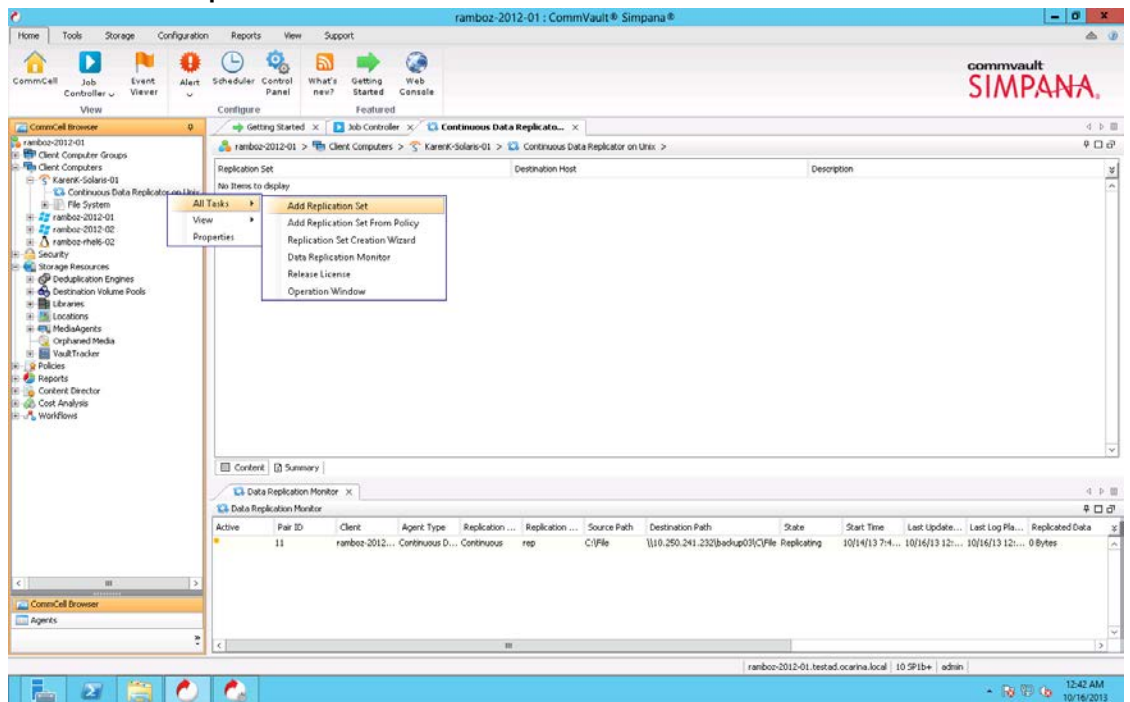 ramboz-2012-01 : CommVault® Simpana®
Home Tools Storage Configuration Reports View Support
CommCell Job Controller Event Viewer Alert Scheduler Control Panel What's new? Getting Started Web Console
View Configure Featured
commvault
SIMPANA
CommCell Browser
Getting Started Job Controller Continuous Data Replicato...
ramboz-2012-01 > Client Computers > KarenK-Solaris-01 > Continuous Data Replicator on Unix >
ramboz-2012-01
Client Computer Groups
Client Computers
KarenK-Solaris-01
Continuous Data Replicator on Unix
File System
ramboz-2012-01
ramboz-2012-02
ramboz-rhel6-02
Security
Storage Resources
Deduplication Engines
Destination Volume Pools
Libraries
Locations
MediaAgents
Orphaned Media
VaultTracker
Policies
Reports
Content Director
Cost Analysis
Workflows
Replication Set Destination Host Description
No Items to display
All Tasks
View
Properties
Add Replication Set
Add Replication Set From Policy
Replication Set Creation Wizard
Data Replication Monitor
Release License
Operation Window
Content Summary
Data Replication Monitor
Data Replication Monitor
Active Pair ID Client Agent Type Replication ... Replication ... Source Path Destination Path State Start Time Last Update... Last Log Pla... Replicated Data
11 ramboz-2012... Continuous D... Continuous rep C:\File \\10.250.241.232\backup03\C\File Replicating 10/14/13 7:4... 10/16/13 12:... 10/16/13 12:... 0 Bytes
CommCell Browser
Agents
ramboz-2012-01.testad.ocarina.local 10 SP1b+ admin
12:42 AM
10/16/2013